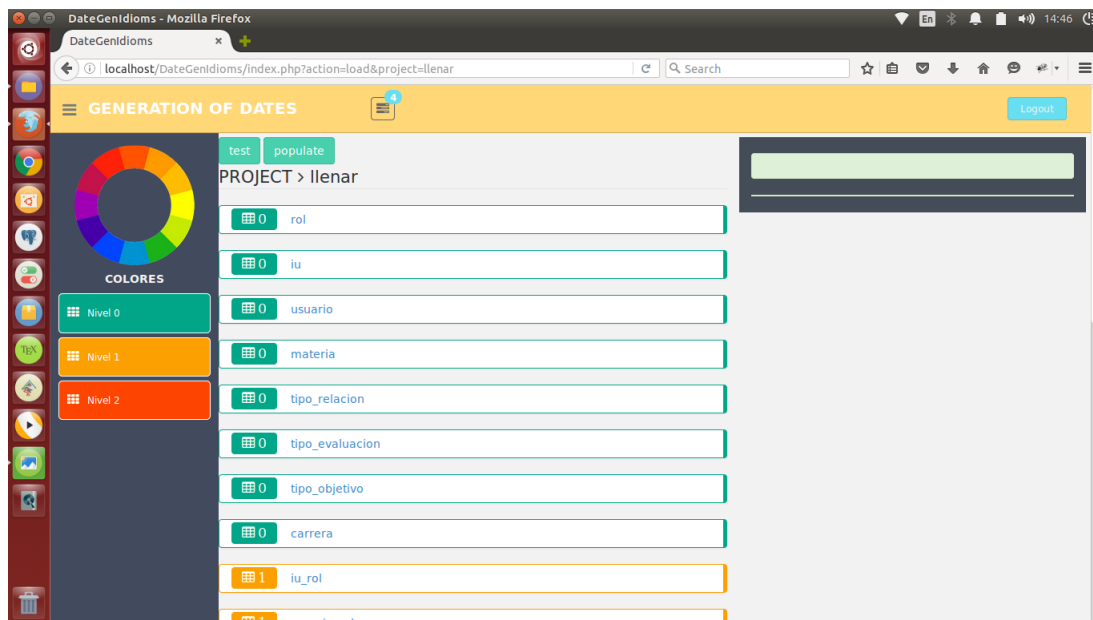 DateGenIdioms - Mozilla Firefox
En
14:46
DateGenIdioms
localhost/DateGenIdioms/index.php?action=load&project=llenar
Search
GENERATION OF DATES
4
Logout
COLORES
Nivel 0
Nivel 1
Nivel 2
test populate
PROJECT > llenar
0 rol
0 iu
0 usuario
0 materia
0 tipo_relacion
0 tipo_evaluacion
0 tipo_objetivo
0 carrera
1 iu_rol
TEX